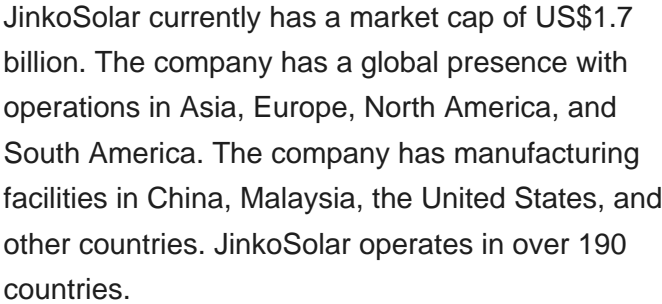 JinkoSolar currently has a market cap of US$1.7
billion. The company has a global presence with
operations in Asia, Europe, North America, and
South America. The company has manufacturing
facilities in China, Malaysia, the United States, and
other countries. JinkoSolar operates in over 190
countries.